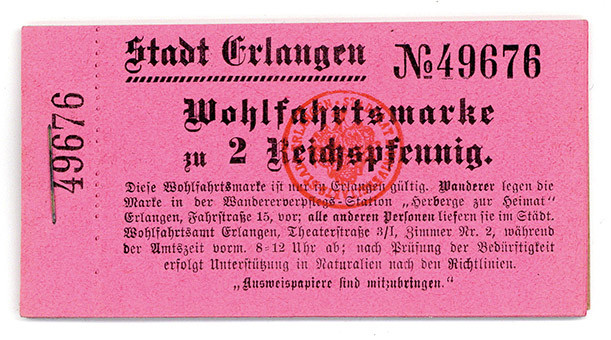 Stadt Erlangen
№ 49676
49676
Wohlfahrtsmarke
zu 2 Reichspfennig.
Diese Wohlfahrtsmarke ist nur in Erlangen gültig. Wanderer legen die
Marke in der Wandererverpflegs-Station „Herberge zur Heimat"
Erlangen, Fahrstraße 15, vor; alle anderen Personen liefern sie im Städt.
Wohlfahrtsamt Erlangen, Theaterstraße 3/I, Zimmer Nr. 2, während
der Amtszeit vorm. 8-12 Uhr ab; nach Prüfung der Bedürftigkeit
erfolgt Unterstützung in Naturalien nach den Richtlinien.
„Ausweispapiere sind mitzubringen."